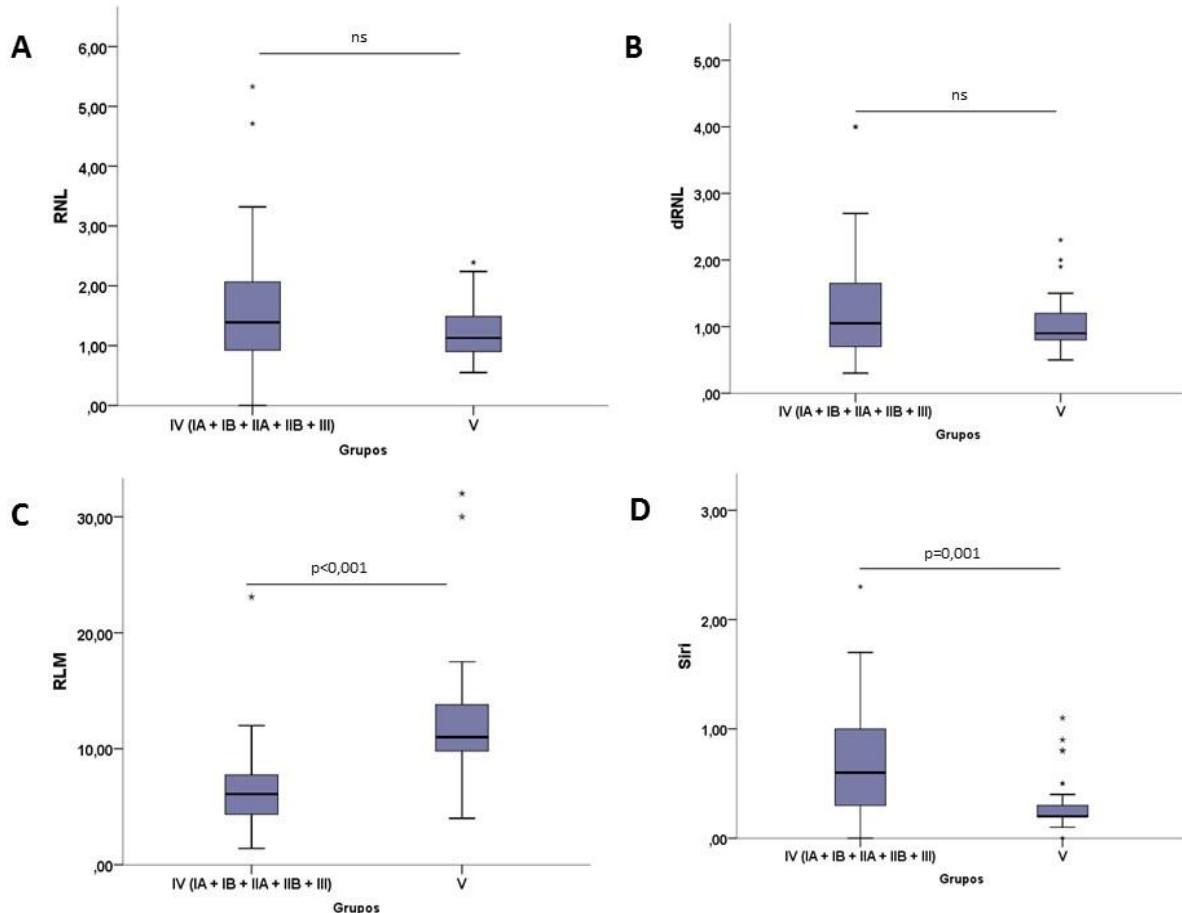 A
ns
6,00
5,00
4,00
3,00
2,00
1,00
,00
RNL
IV (IA + IB + IIA + IIB + III)
V
Grupos
B
ns
5,00
4,00
3,00
2,00
1,00
,00
dRNL
IV (IA + IB + IIA + IIB + III)
V
Grupos
C
p<0,001
30,00
20,00
10,00
,00
RLM
IV (IA + IB + IIA + IIB + III)
V
Grupos
D
p=0,001
3,00
2,00
1,00
,00
Siri
IV (IA + IB + IIA + IIB + III)
V
Grupos